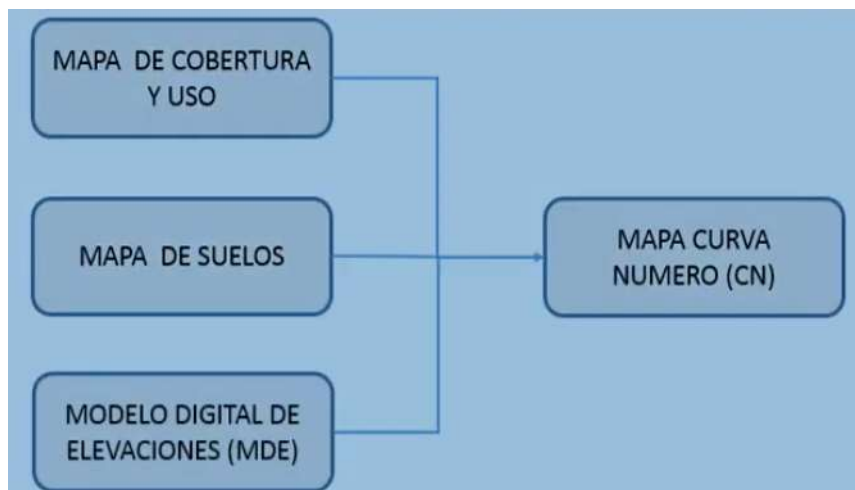 MAPA DE COBERTURA
Y USO
MAPA DE SUELOS
MAPA CURVA
NUMERO (CN)
MODELO DIGITAL DE
ELEVACIONES (MDE)